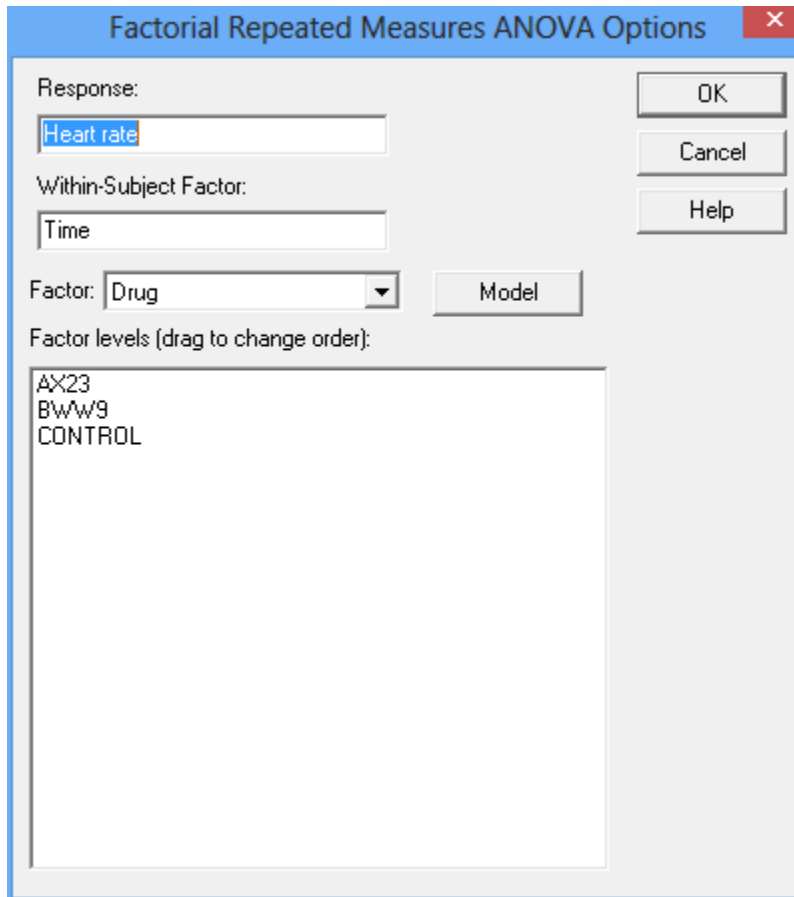 Factorial Repeated Measures ANOVA Options
Response:
Heart rate
Within-Subject Factor:
Time
Factor: Drug
Model
Factor levels (drag to change order):
AX23
BWW9
CONTROL
OK
Cancel
Help